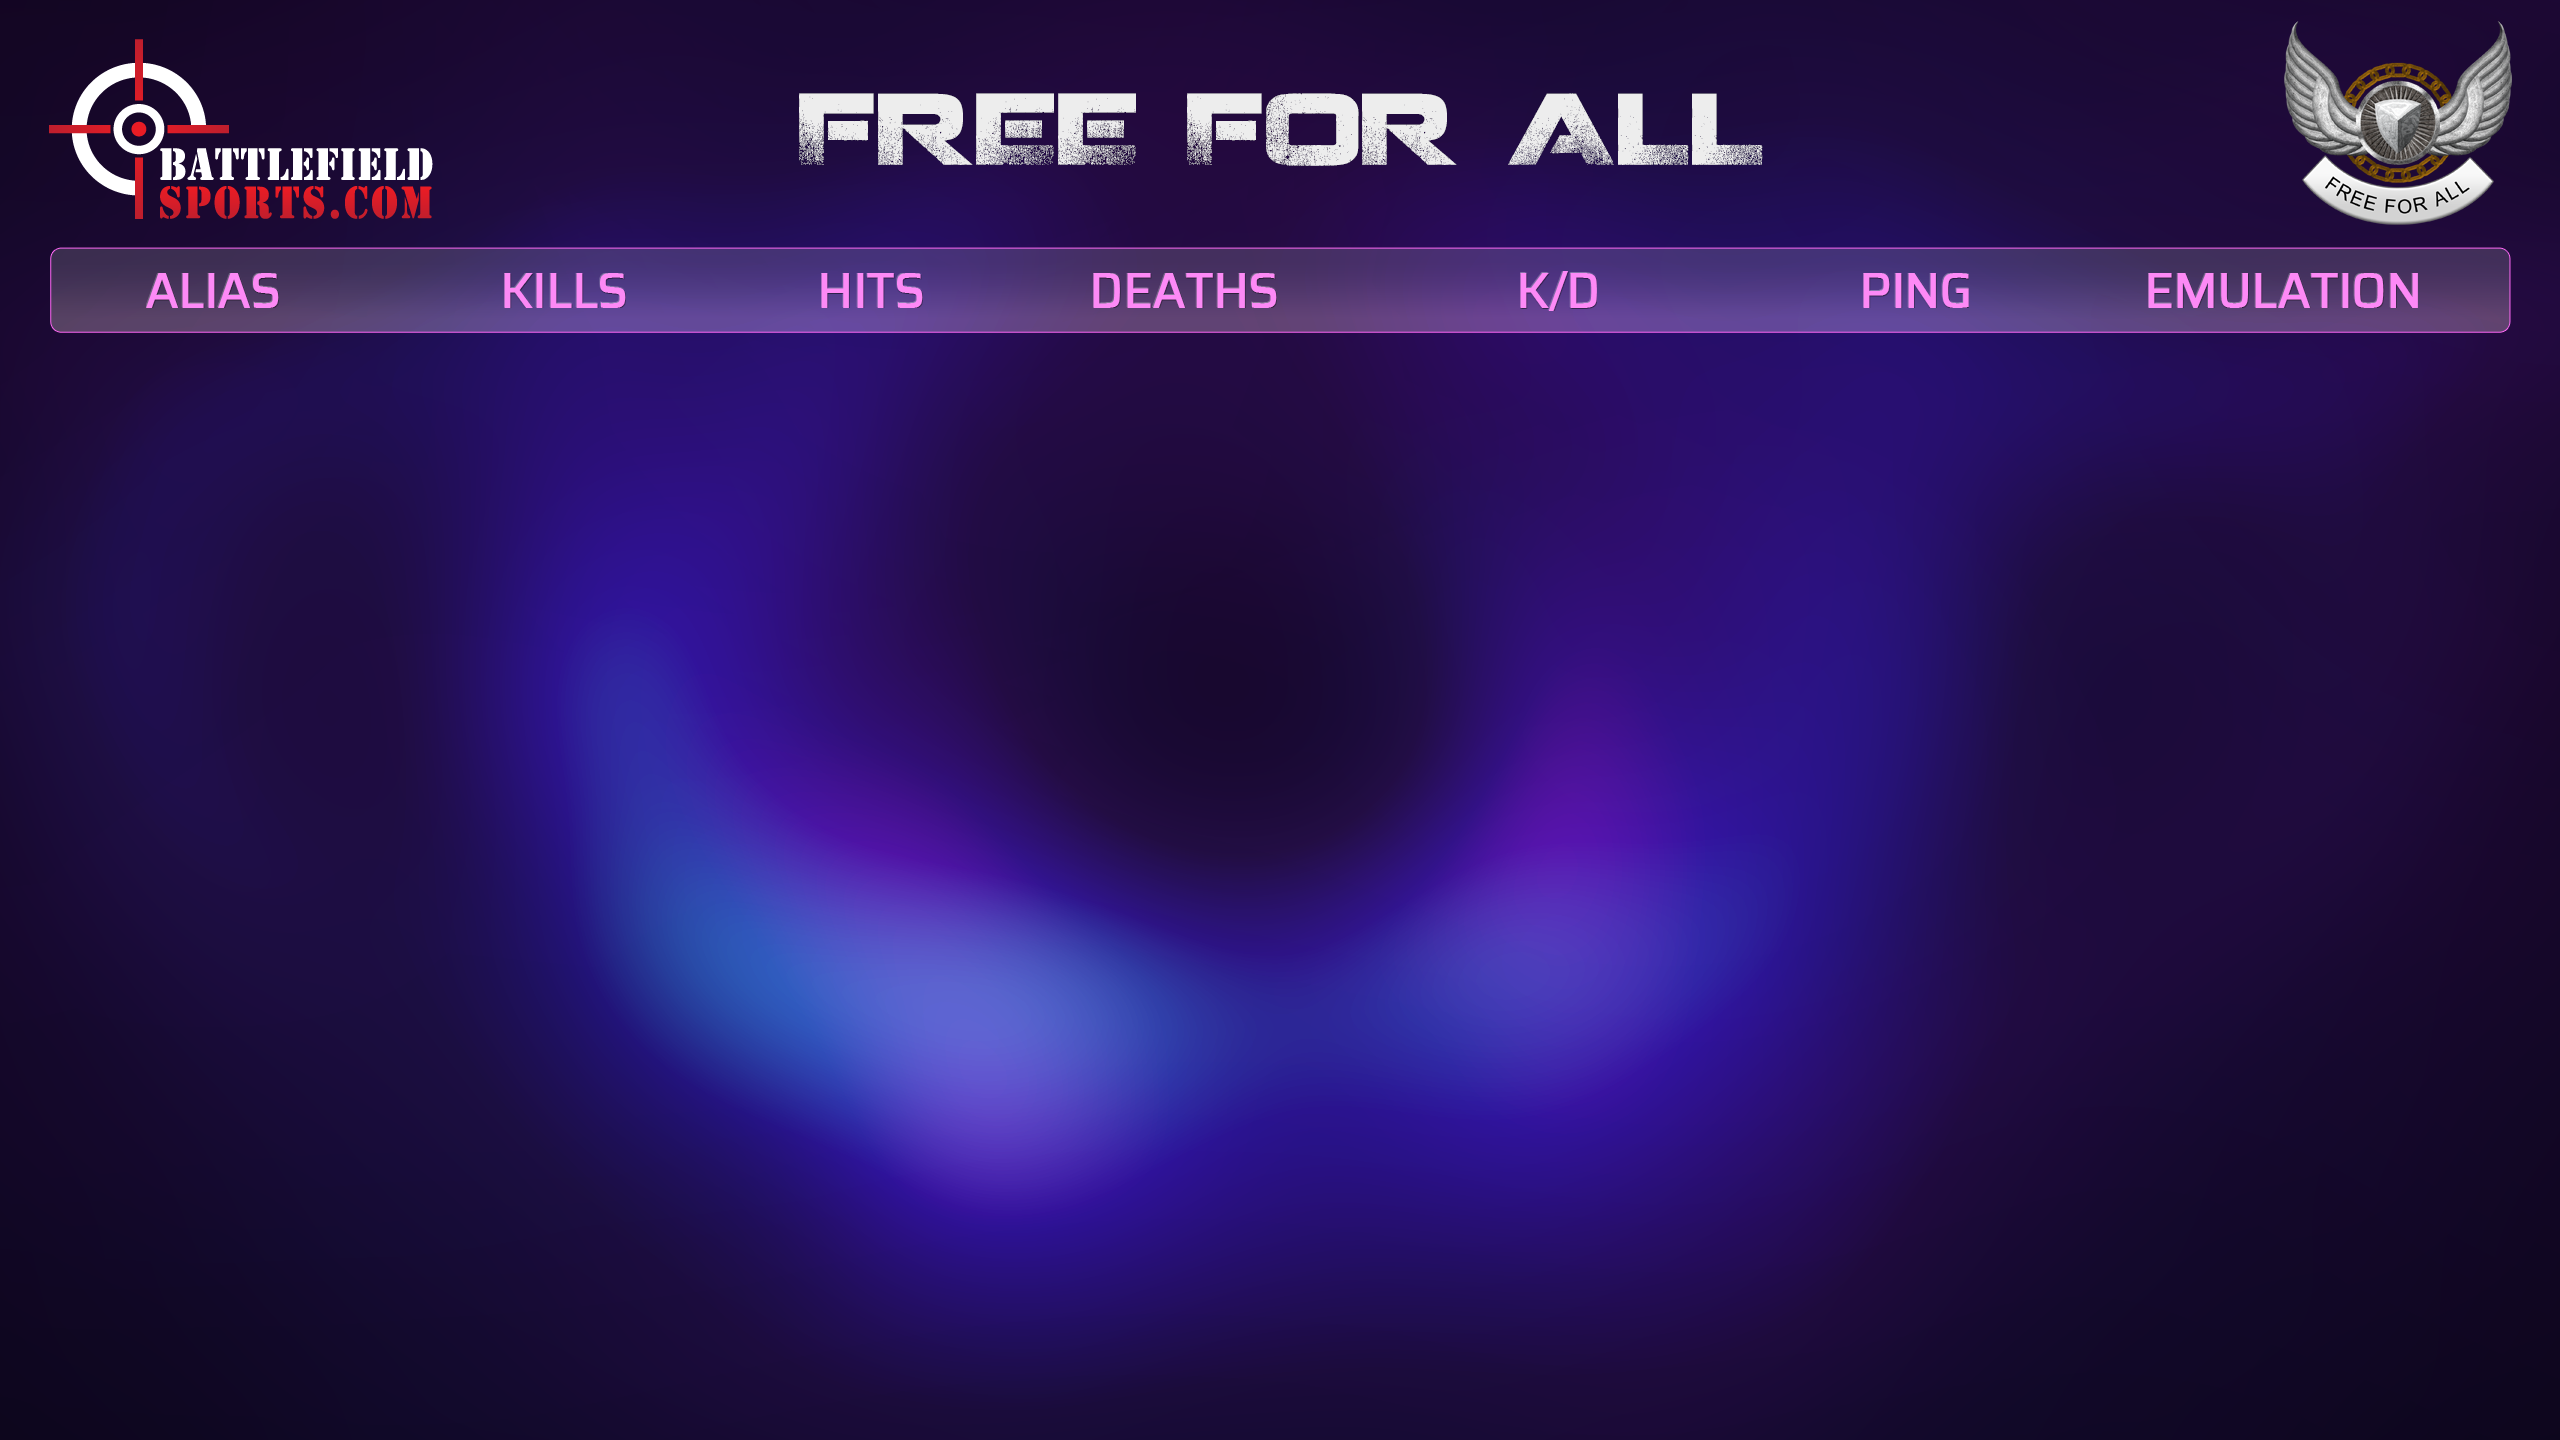 BATTLEFIELD
SPORTS.COM
FREE FOR ALL
FREE FOR ALL
ALIAS KILLS HITS DEATHS K/D PING EMULATION